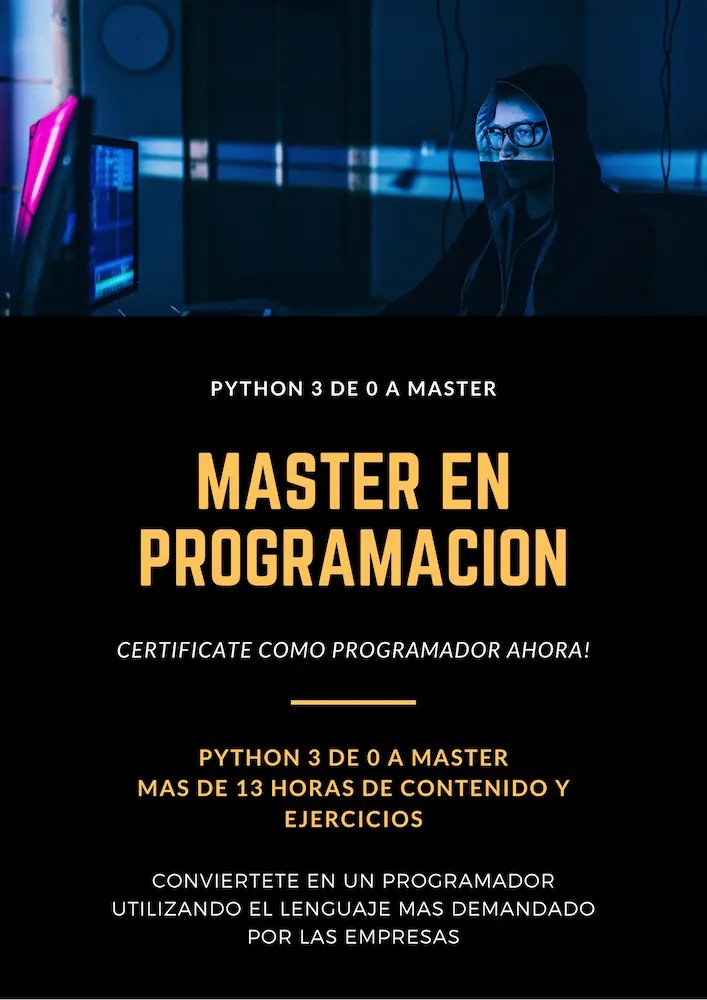 PYTHON 3 DE 0 A MASTER
MASTER EN
PROGRAMACION
CERTIFICATE COMO PROGRAMADOR AHORA!
PYTHON 3 DE 0 A MASTER
MAS DE 13 HORAS DE CONTENIDO Y
EJERCICIOS
CONVIERTETE EN UN PROGRAMADOR
UTILIZANDO EL LENGUAJE MAS DEMANDADO
POR LAS EMPRESAS